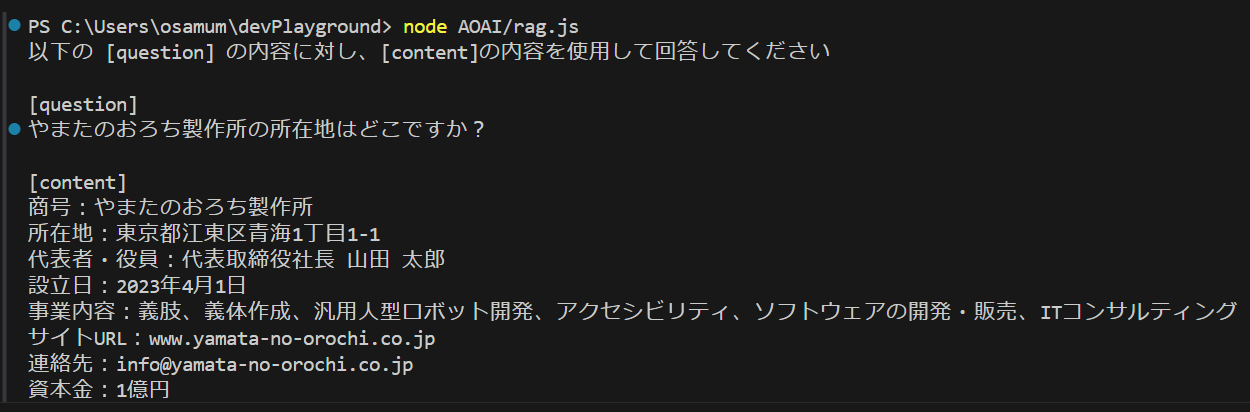 PS C:\Users\osamum\devPlayground> node AOAI/rag.js
以下の [question] の内容に対し、[content]の内容を使用して回答してください
[question]
やまたのおろち製作所の所在地はどこですか？
[content]
商号：やまたのおろち製作所
所在地：東京都江東区青海1丁目1-1
代表者・役員：代表取締役社長 山田 太郎
設立日：2023年4月1日
事業内容：義肢、義体作成、汎用人型ロボット開発、アクセシビリティ、ソフトウェアの開発・販売、ITコンサルティング
サイトURL：www.yamata-no-orochi.co.jp
連絡先：info@yamata-no-orochi.co.jp
資本金：1億円